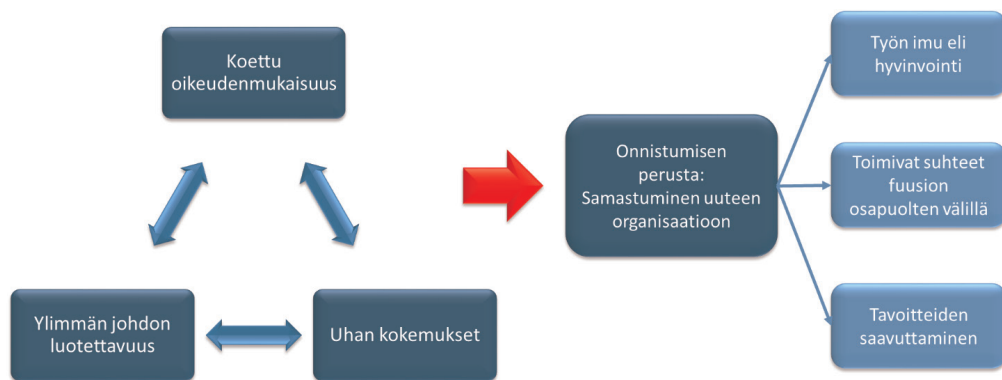 Koettu
oikeudenmukaisuus
Ylimmän johdon
luotettavuus
Uhan kokemukset
Onnistumisen
perusta:
Samastuminen uuteen
organisaatioon
Työn imu eli
hyvinvointi
Toimivat suhteet
fuusion
osapuolten välillä
Tavoitteiden
saavuttaminen